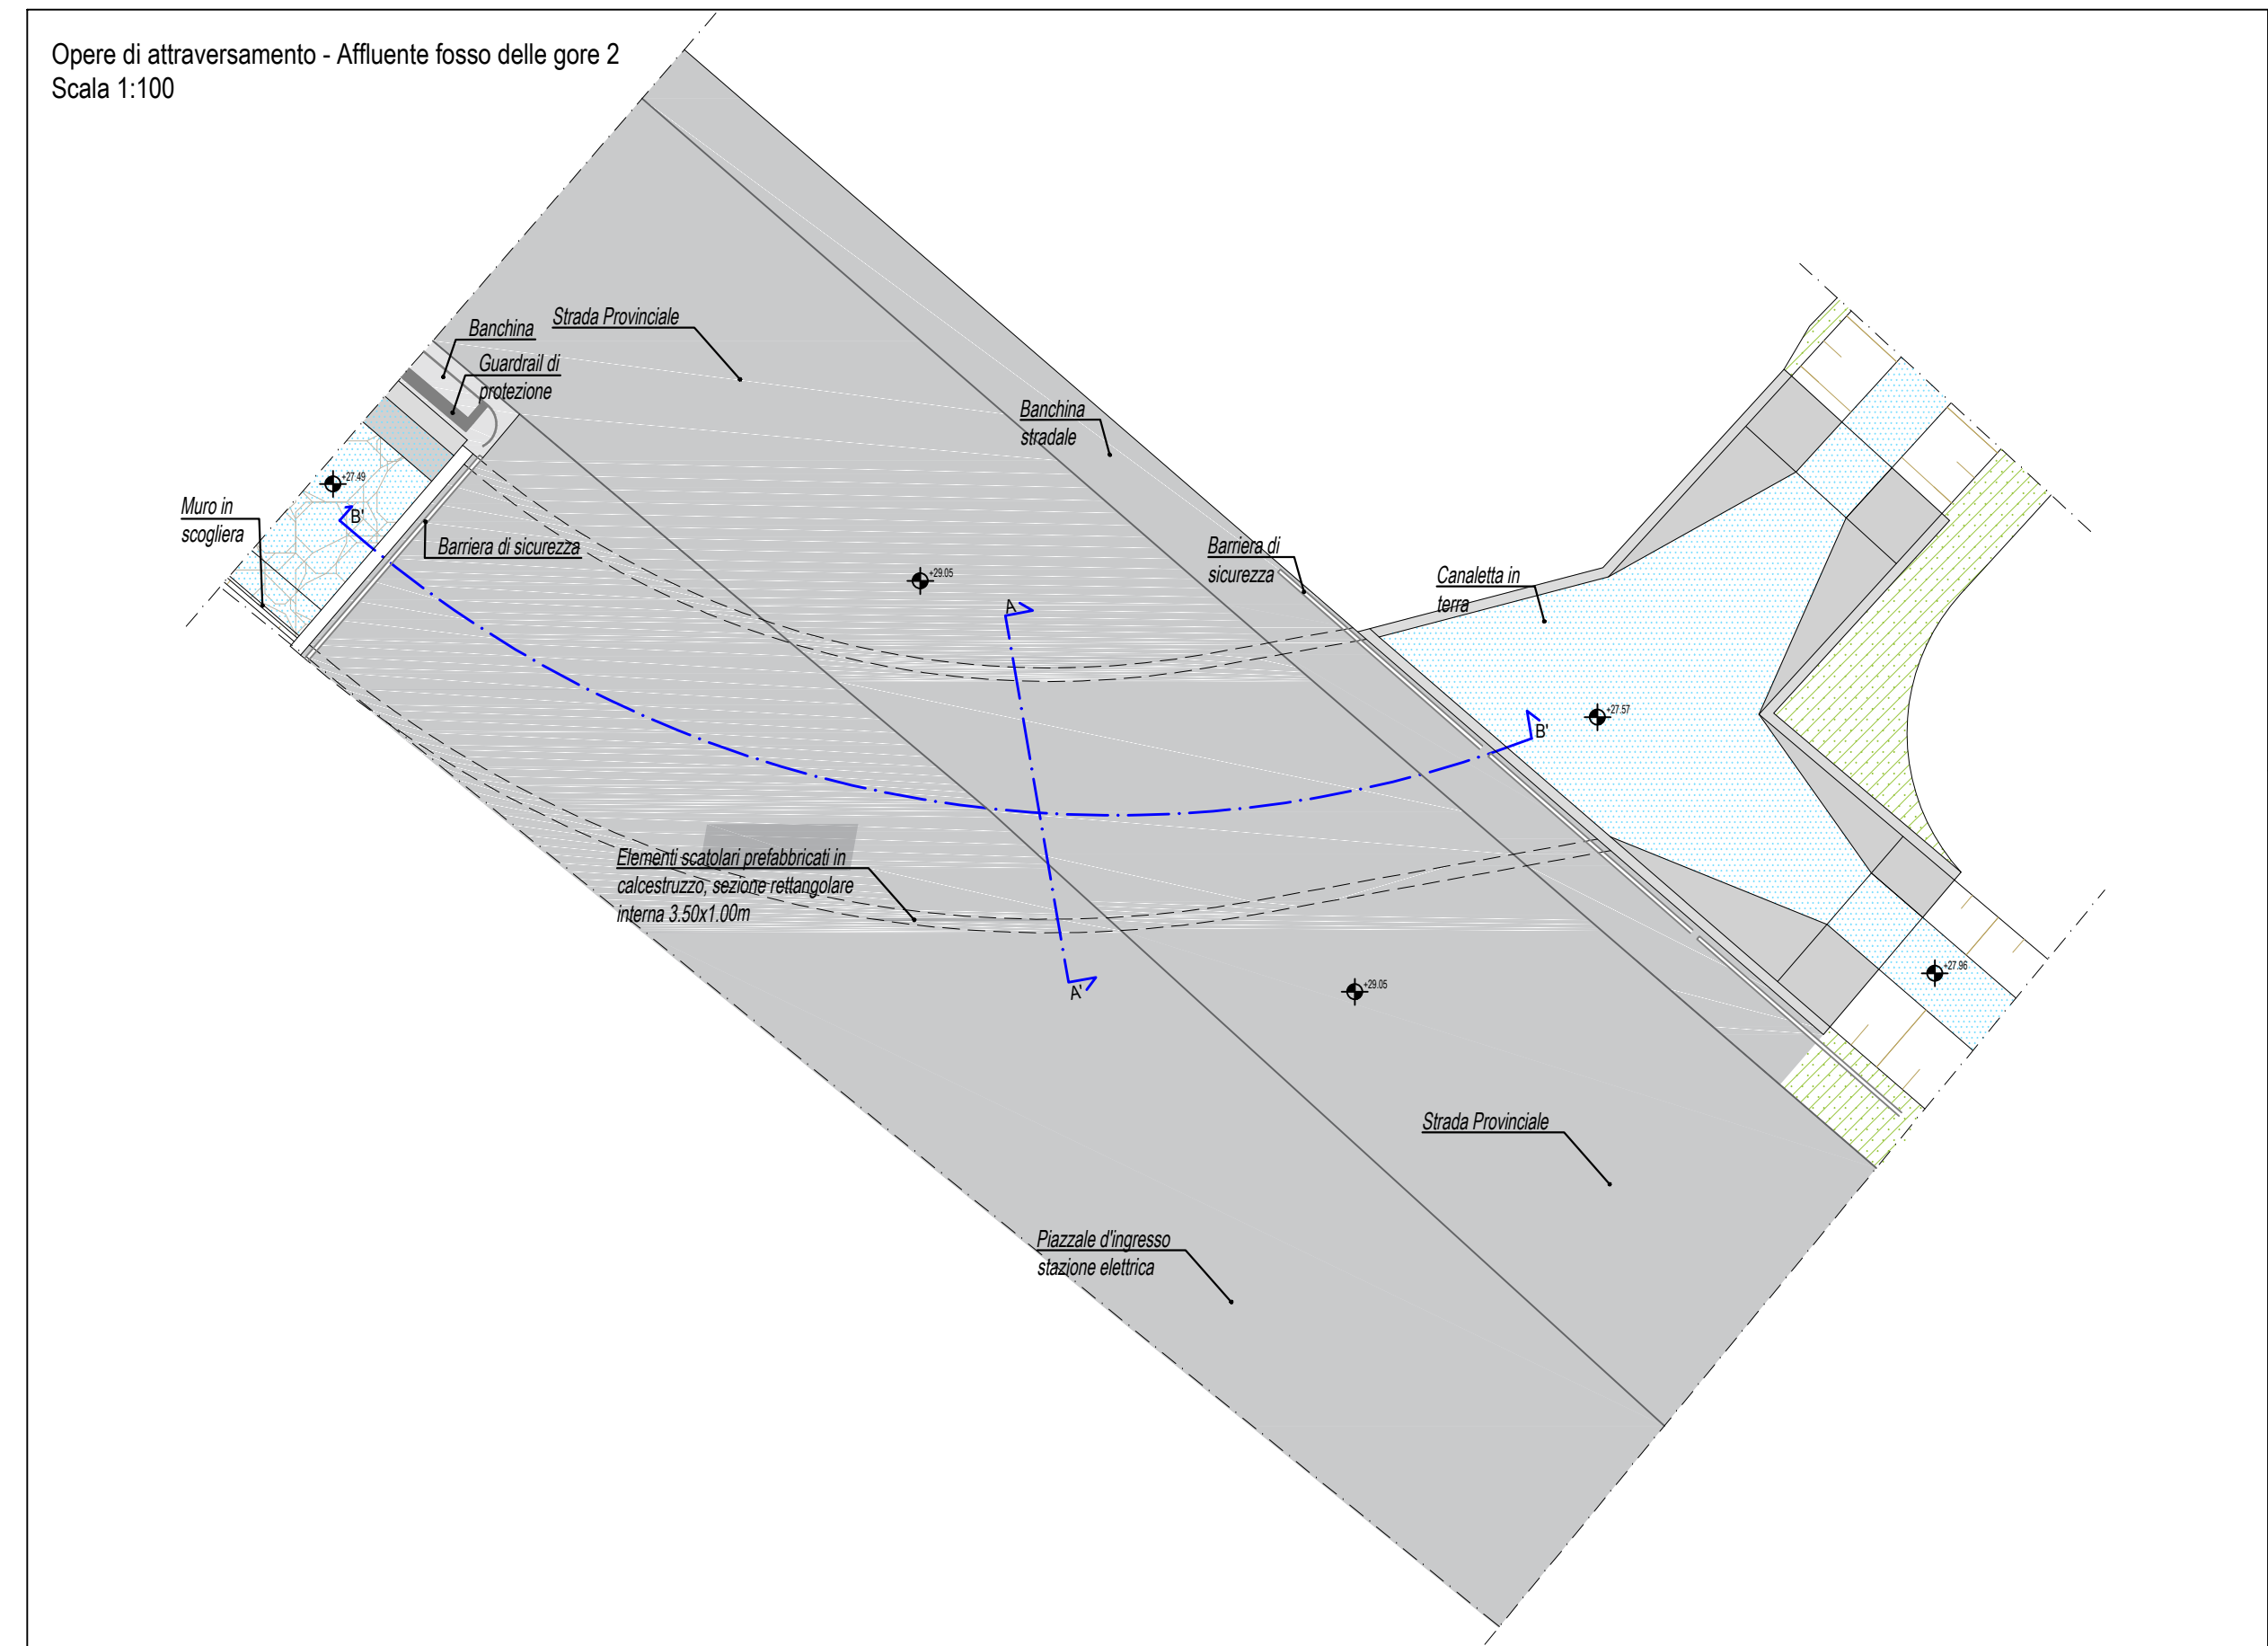 Opere di attraversamento - Affluente fosso delle gore 2
Scala 1:100
Banchina
Strada Provinciale
Guardrail di
protezione
Banchina
stradale
+27.49
Muro in
scogliera
B'
Barriera di sicurezza
Barriera di
sicurezza
+29.05
Canaletta in
terra
A
+27.57
B'
Elementi scatolari prefabbricati in
calcestruzzo, sezione rettangolare
interna 3.50x1.00m
+27.96
A'
+29.05
Strada Provinciale
Piazzale d'ingresso
stazione elettrica